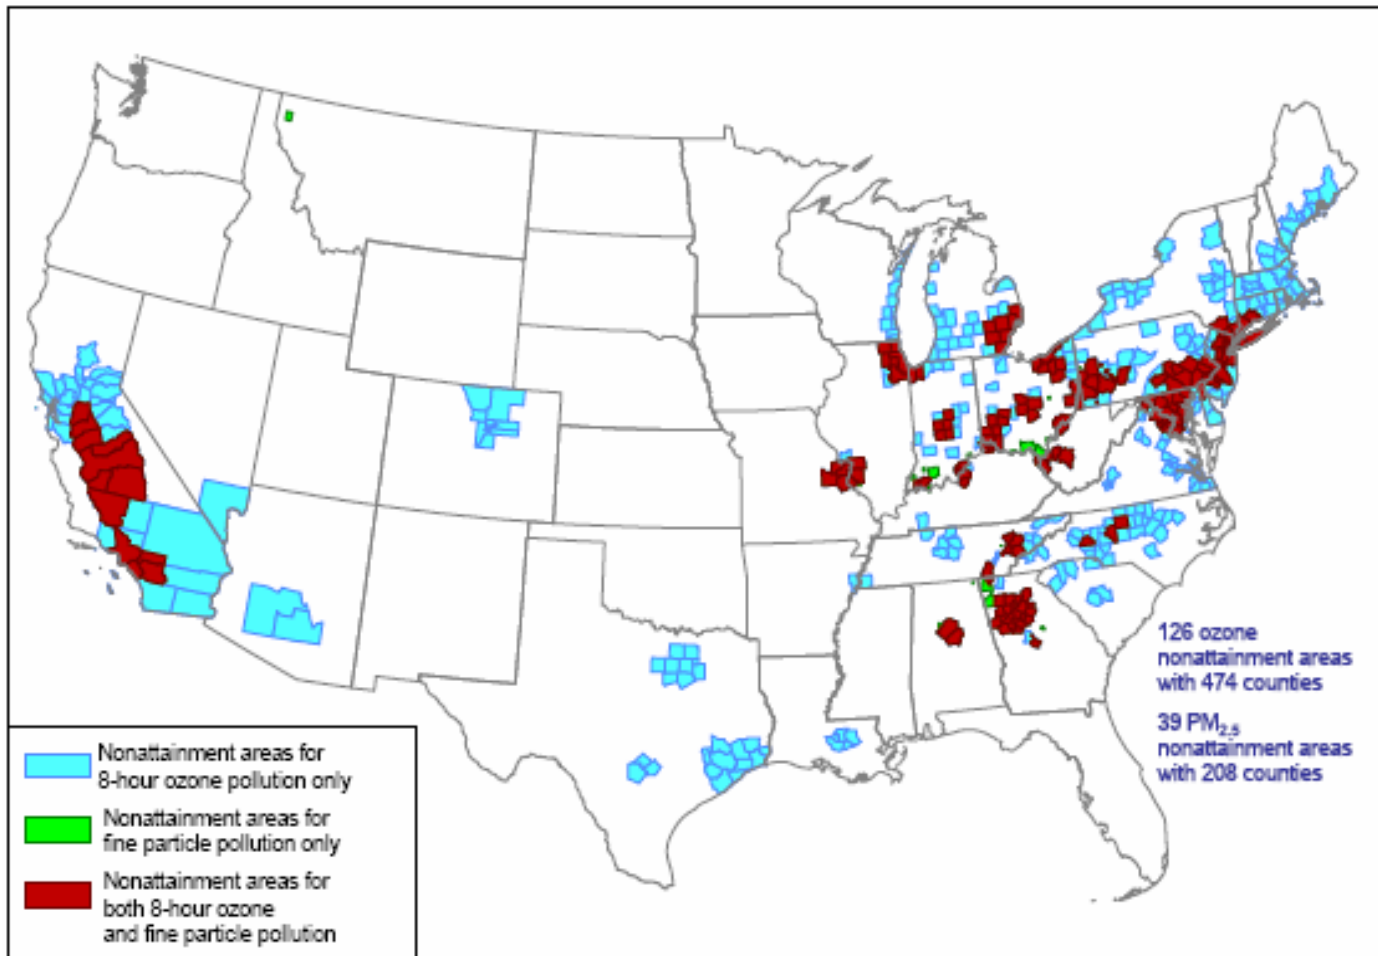 126 ozone
nonattainment areas
with 474 counties
39 PM2.5
nonattainment areas
with 208 counties
Nonattainment areas for
8-hour ozone pollution only
Nonattainment areas for
fine particle pollution only
Nonattainment areas for
both 8-hour ozone
and fine particle pollution